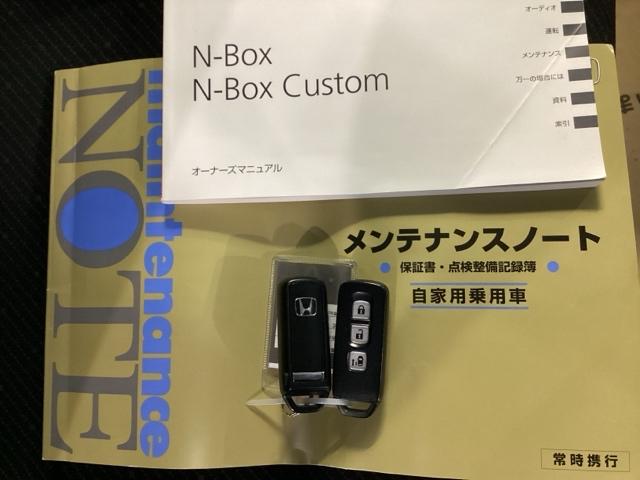 オーディオ
運転
メンテナンス
万一の場合には
資料
索引
N-Box
N-Box Custom
オーナーズマニュアル
maintenance
NOTE
メンテナンスノート
保証書・点検整備記録簿
自家用乗用車
常時携行